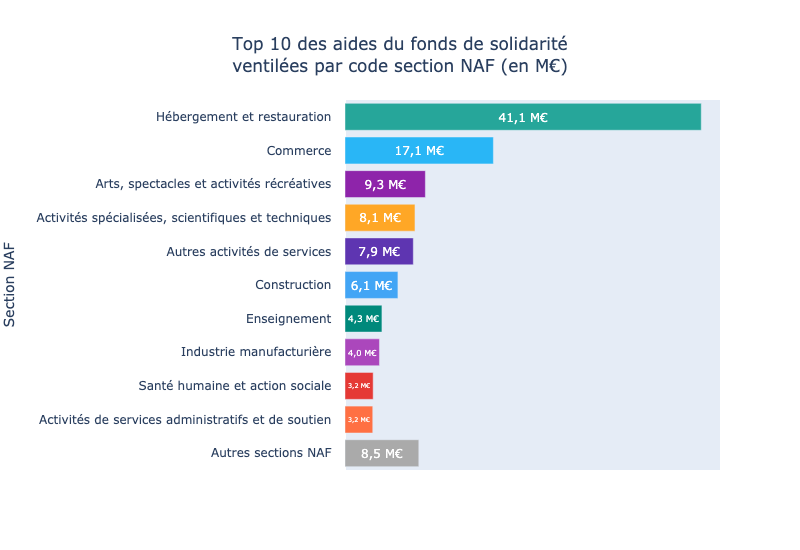 Top 10 des aides du fonds de solidarité
ventilées par code section NAF (en M€)
Section NAF
Hébergement et restauration 41,1 M€
Commerce 17,1 M€
Arts, spectacles et activités récréatives 9,3 M€
Activités spécialisées, scientifiques et techniques 8,1 M€
Autres activités de services 7,9 M€
Construction 6,1 M€
Enseignement 4,3 M€
Industrie manufacturière 4,0 M€
Santé humaine et action sociale 3,2 M€
Activités de services administratifs et de soutien 3,2 M€
Autres sections NAF 8,5 M€